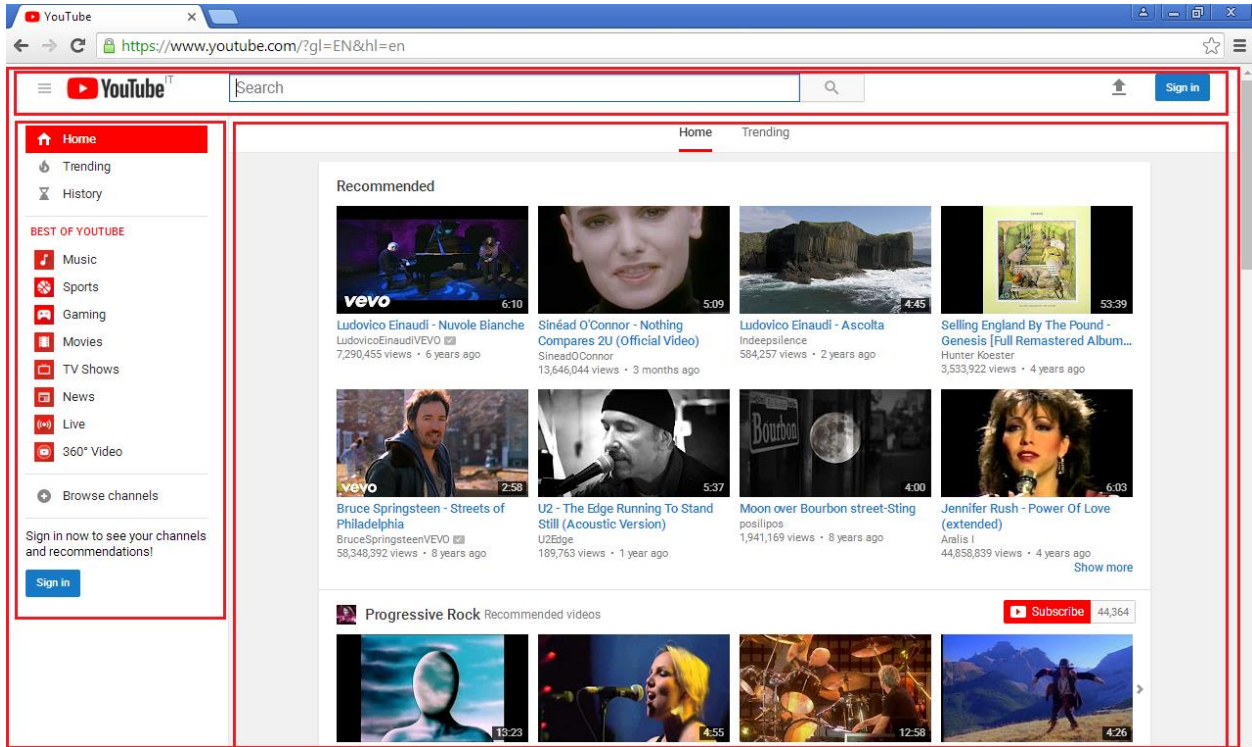 YouTube
https://www.youtube.com/?gl=EN&hl=en
YouTube IT
Search
Sign in
Home
Trending
History
BEST OF YOUTUBE
Music
Sports
Gaming
Movies
TV Shows
News
Live
360° Video
Browse channels
Sign in now to see your channels
and recommendations!
Sign in
Home Trending
Recommended
vevo 6:10
Ludovico Einaudi - Nuvole Bianche
LudovicoEinaudiVEVO
7,290,455 views • 6 years ago
5:09
Sinéad O'Connor - Nothing
Compares 2U (Official Video)
SineadOConnor
13,646,044 views • 3 months ago
4:45
Ludovico Einaudi - Ascolta
Indeepsilence
584,257 views • 2 years ago
53:39
Selling England By The Pound -
Genesis [Full Remastered Album...
Hunter Koester
3,533,922 views • 4 years ago
vevo 2:58
Bruce Springsteen - Streets of
Philadelphia
BruceSpringsteenVEVO
58,348,392 views • 8 years ago
5:37
U2 - The Edge Running To Stand
Still (Acoustic Version)
U2Edge
189,763 views • 1 year ago
Bourbon
4:00
Moon over Bourbon street-Sting
posilipos
1,941,169 views • 8 years ago
6:03
Jennifer Rush - Power Of Love
(extended)
Aralis I
44,858,839 views • 4 years ago
Show more
Progressive Rock Recommended videos
Subscribe 44,364
13:23
4:55
12:58
4:26